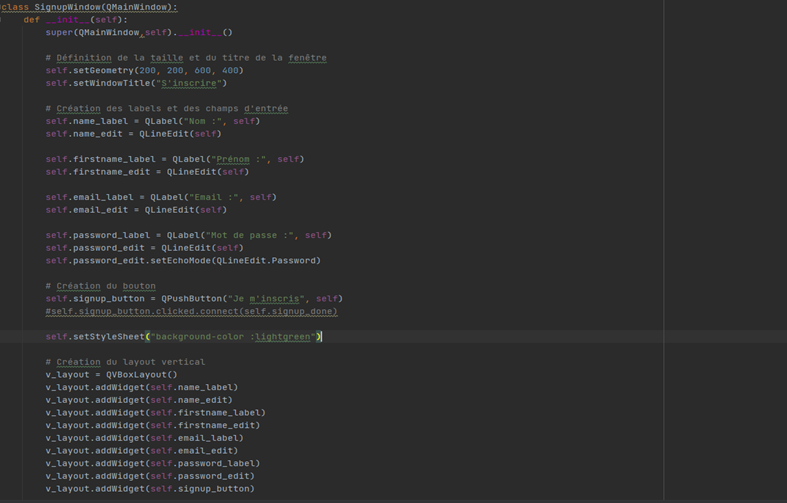 class SignupWindow(QMainWindow):
def __init__(self):
super(QMainWindow,self).__init__()
# Définition de la taille et du titre de la fenêtre
self.setGeometry(200, 200, 600, 400)
self.setWindowTitle("S'inscrire")
# Création des labels et des champs d'entrée
self.name_label = QLabel("Nom :", self)
self.name_edit = QLineEdit(self)
self.firstname_label = QLabel("Prénom :", self)
self.firstname_edit = QLineEdit(self)
self.email_label = QLabel("Email :", self)
self.email_edit = QLineEdit(self)
self.password_label = QLabel("Mot de passe :", self)
self.password_edit = QLineEdit(self)
self.password_edit.setEchoMode(QLineEdit.Password)
# Création du bouton
self.signup_button = QPushButton("Je m'inscris", self)
#self.signup_button.clicked.connect(self.signup_done)
self.setStyleSheet("background-color :lightgreen")
# Création du layout vertical
v_layout = QVBoxLayout()
v_layout.addWidget(self.name_label)
v_layout.addWidget(self.name_edit)
v_layout.addWidget(self.firstname_label)
v_layout.addWidget(self.firstname_edit)
v_layout.addWidget(self.email_label)
v_layout.addWidget(self.email_edit)
v_layout.addWidget(self.password_label)
v_layout.addWidget(self.password_edit)
v_layout.addWidget(self.signup_button)